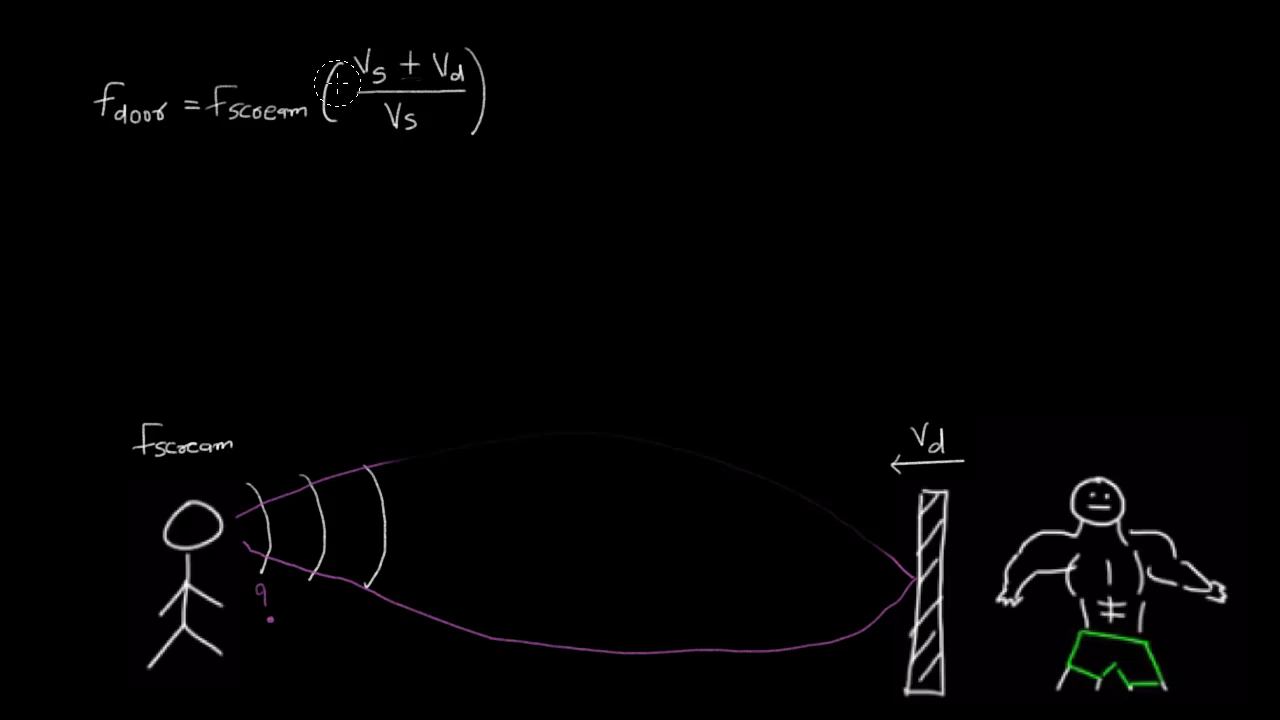 f_door = f_scream ( (V_s + V_d) / V_s )
f_scream
V_d
?